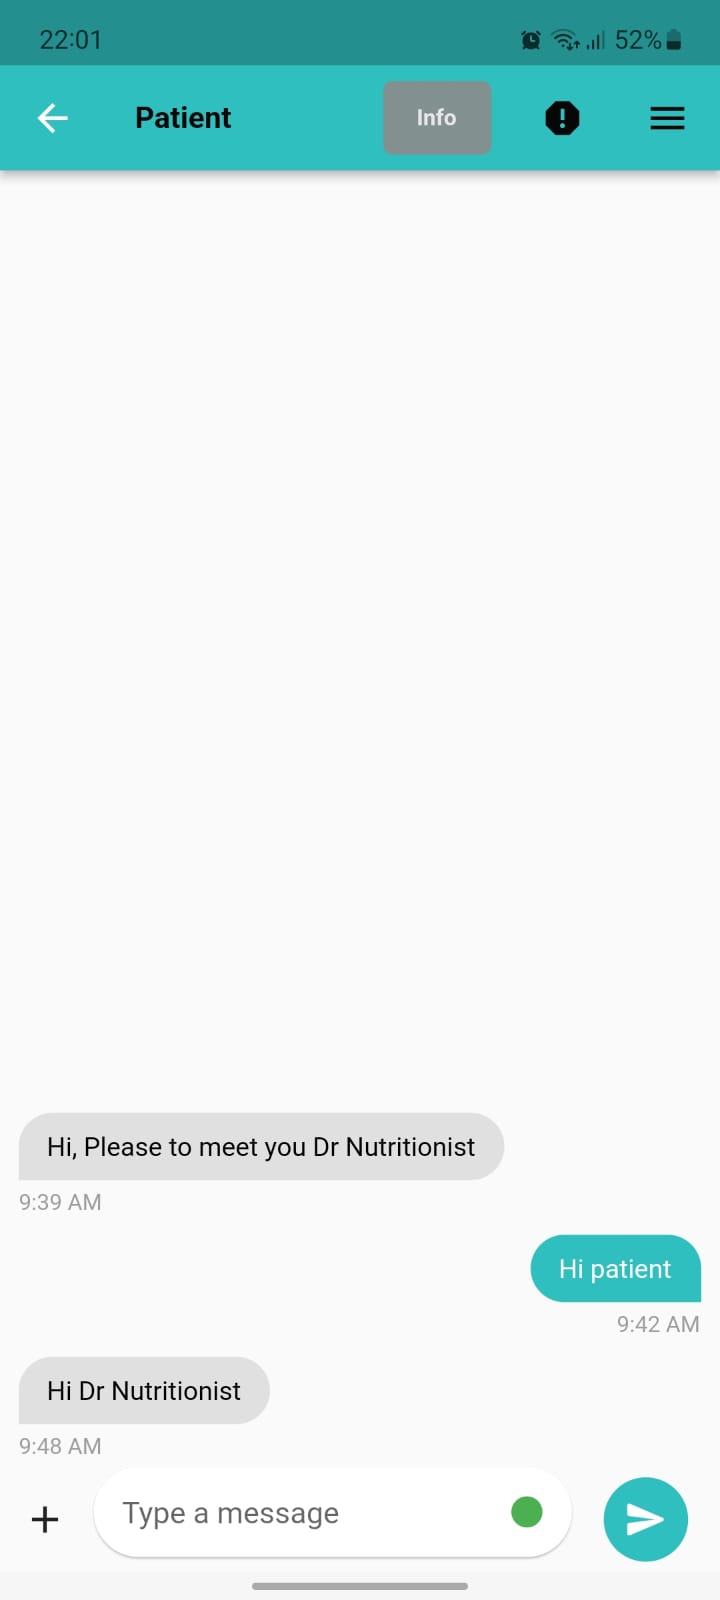 22:01
52%
Patient
Info
Hi, Please to meet you Dr Nutritionist
9:39 AM
Hi patient
9:42 AM
Hi Dr Nutritionist
9:48 AM
Type a message